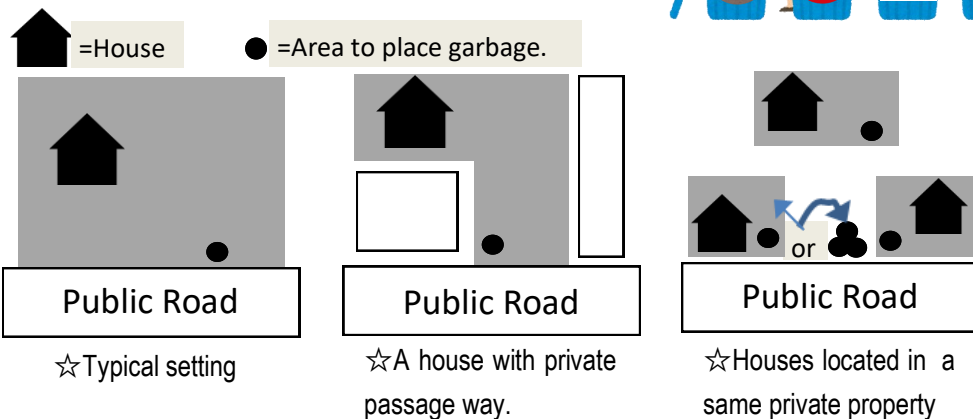 =House
=Area to place garbage.
or
Public Road
Public Road
Public Road
☆Typical setting
☆A house with private
passage way.
☆Houses located in a
same private property